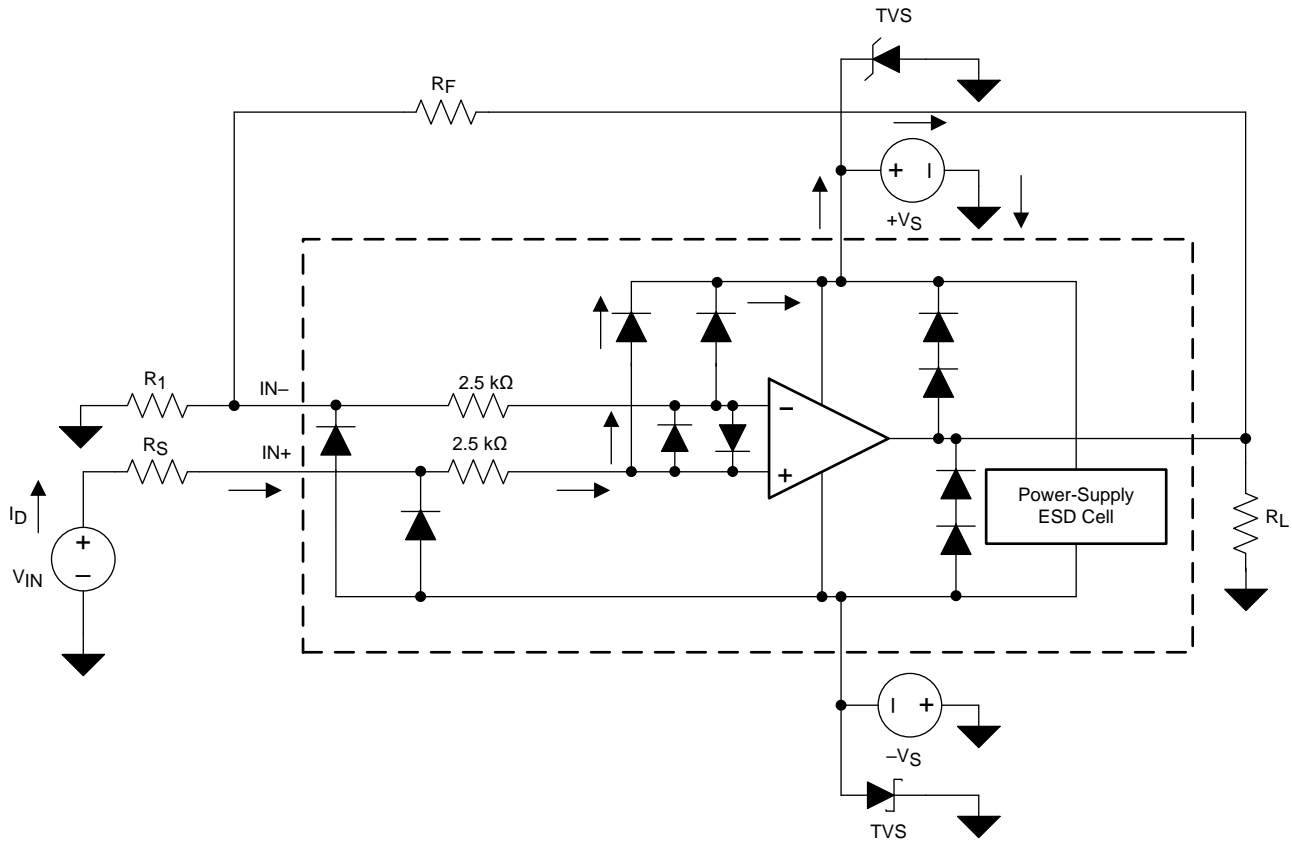 TVS
RF
+ –
+VS
R1
IN–
2.5 kΩ
–
RS
IN+
2.5 kΩ
+
ID
+
–
VIN
Power-Supply
ESD Cell
RL
– +
–VS
TVS